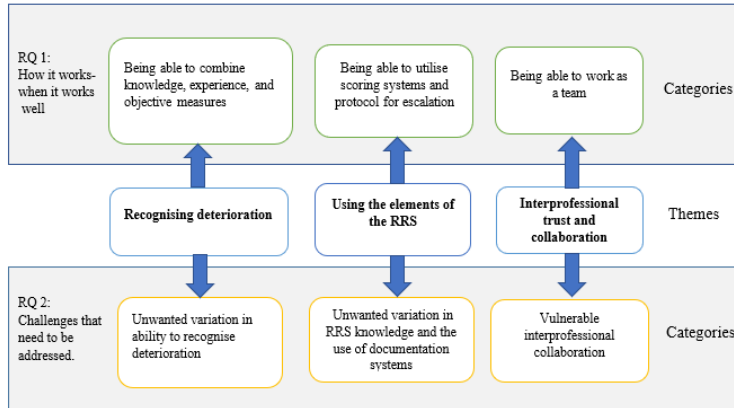 RQ 1:
How it works-
when it works
well
Being able to combine
knowledge, experience, and
objective measures
Being able to utilise
scoring systems and
protocol for escalation
Being able to work as
a team
Categories
Recognising deterioration
Using the elements of
the RRS
Interprofessional
trust and
collaboration
Themes
RQ 2:
Challenges that
need to be
addressed.
Unwanted variation in
ability to recognise
deterioration
Unwanted variation in
RRS knowledge and the
use of documentation
systems
Vulnerable
interprofessional
collaboration
Categories